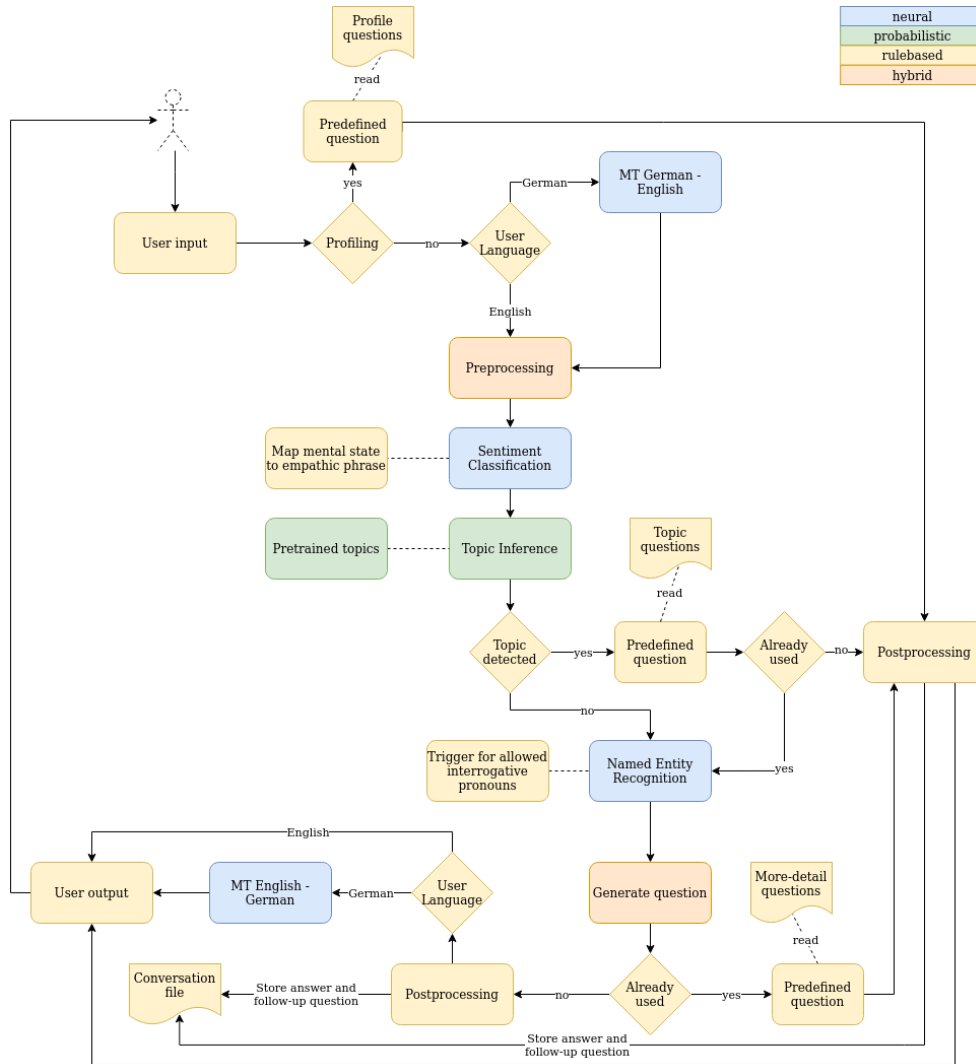 Profile
questions
neural
probabilistic
rulebased
hybrid
read
Predefined
question
yes
German
MT German -
English
User input
Profiling
no
User
Language
English
Preprocessing
Map mental state
to empathic phrase
Sentiment
Classification
Pretrained topics
Topic Inference
Topic
questions
read
Topic
detected
yes
Predefined
question
Already
used
no
Postprocessing
no
Trigger for allowed
interrogative
pronouns
Named Entity
Recognition
yes
English
User output
MT English -
German
German
User
Language
Generate question
More-detail
questions
read
Conversation
file
Store answer and
follow-up question
Postprocessing
no
Already
used
yes
Predefined
question
Store answer and
follow-up question